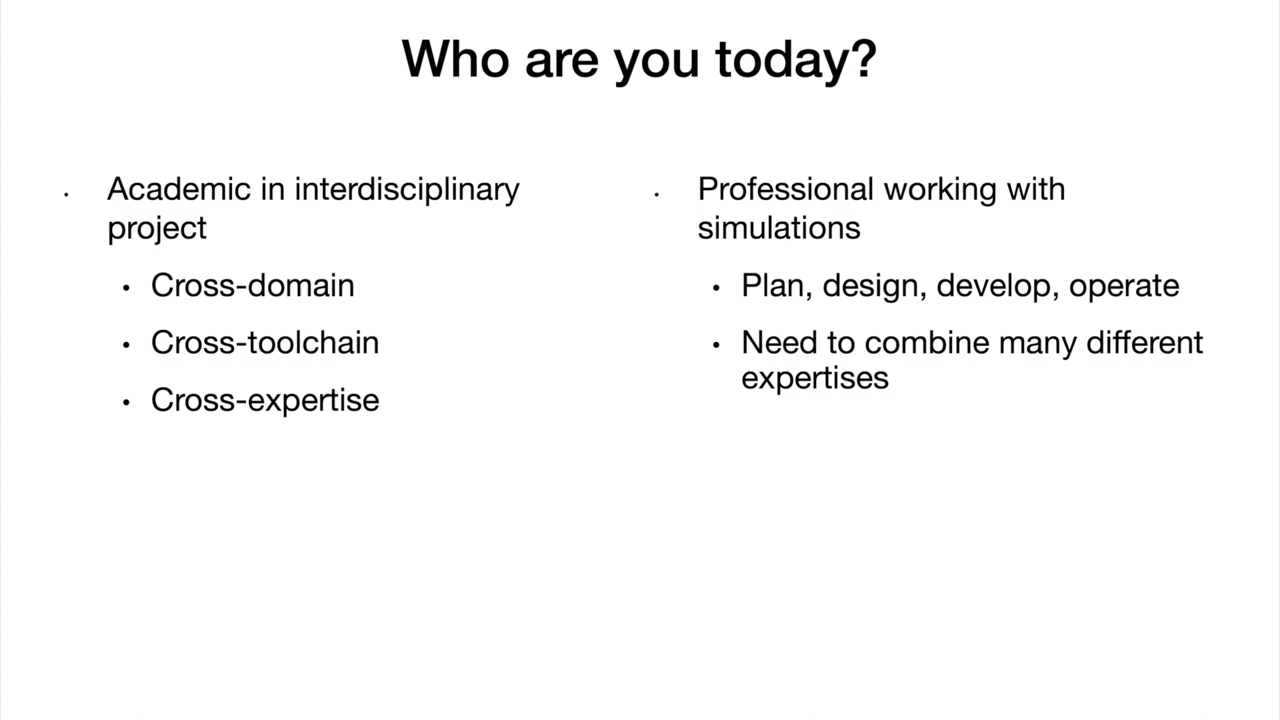 Who are you today?
Academic in interdisciplinary
project
• Cross-domain
• Cross-toolchain
• Cross-expertise
Professional working with
simulations
• Plan, design, develop, operate
• Need to combine many different
expertises